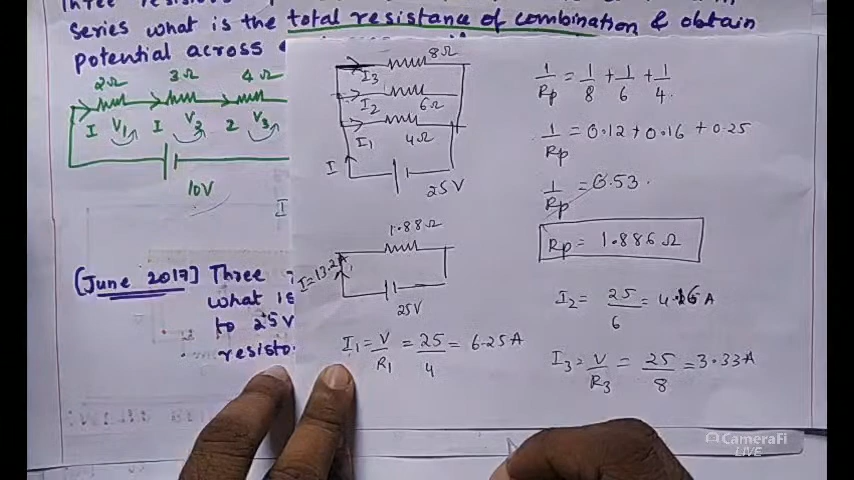 series what is the total resistance of combination & obtain
potential across
2Ω 3Ω 4Ω
I V1 I V2 2 V3
10V
I
(June 2017) Three
what is
to 25V
resisto
8Ω
I3
I2 6Ω
I1 4Ω
I
25V
1.88Ω
I=13.2A
25V
I1 = V/R1 = 25/4 = 6.25A
1/Rp = 1/8 + 1/6 + 1/4
1/Rp = 0.12 + 0.16 + 0.25
1/Rp = 0.53
Rp = 1.886Ω
I2 = 25/6 = 4.16A
I3 = V/R3 = 25/8 = 3.33A
CameraFi
LIVE